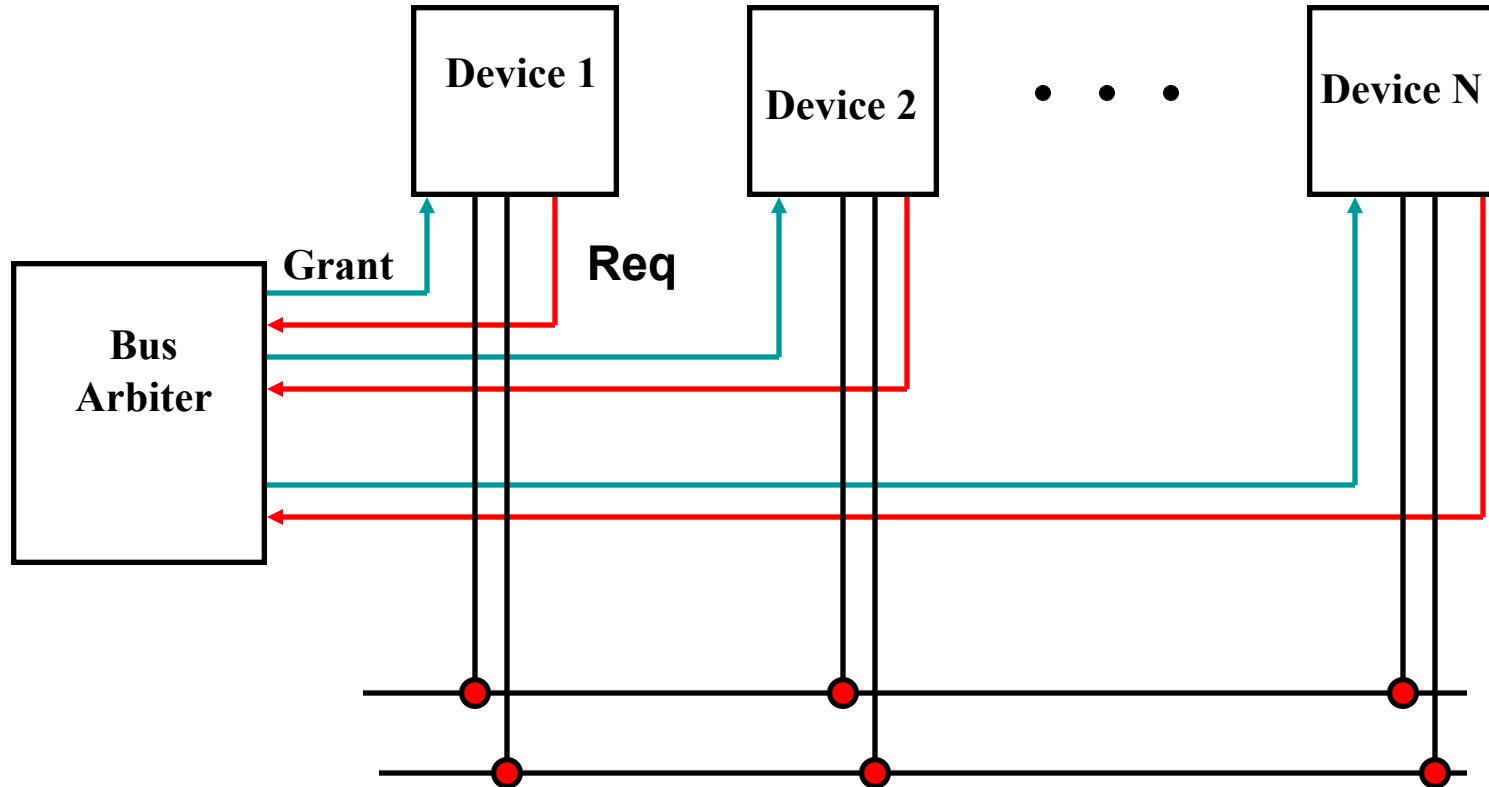 Device 1
Device 2
Device N
Grant
Req
Bus
Arbiter